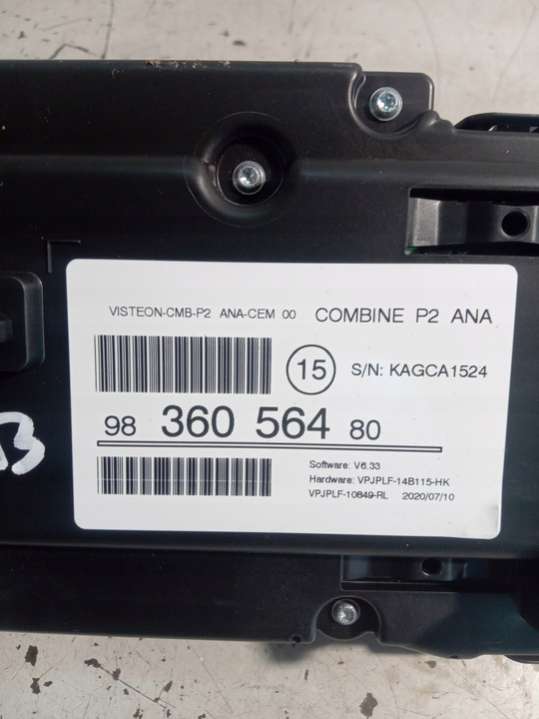 VISTEON-CMB-P2 ANA-CEM 00 COMBINE P2 ANA
15 S/N: KAGCA1524
98 360 564 80
Software: V6.33
Hardware: VPJPLF-14B115-HK
VPJPLF-10849-RL 2020/07/10